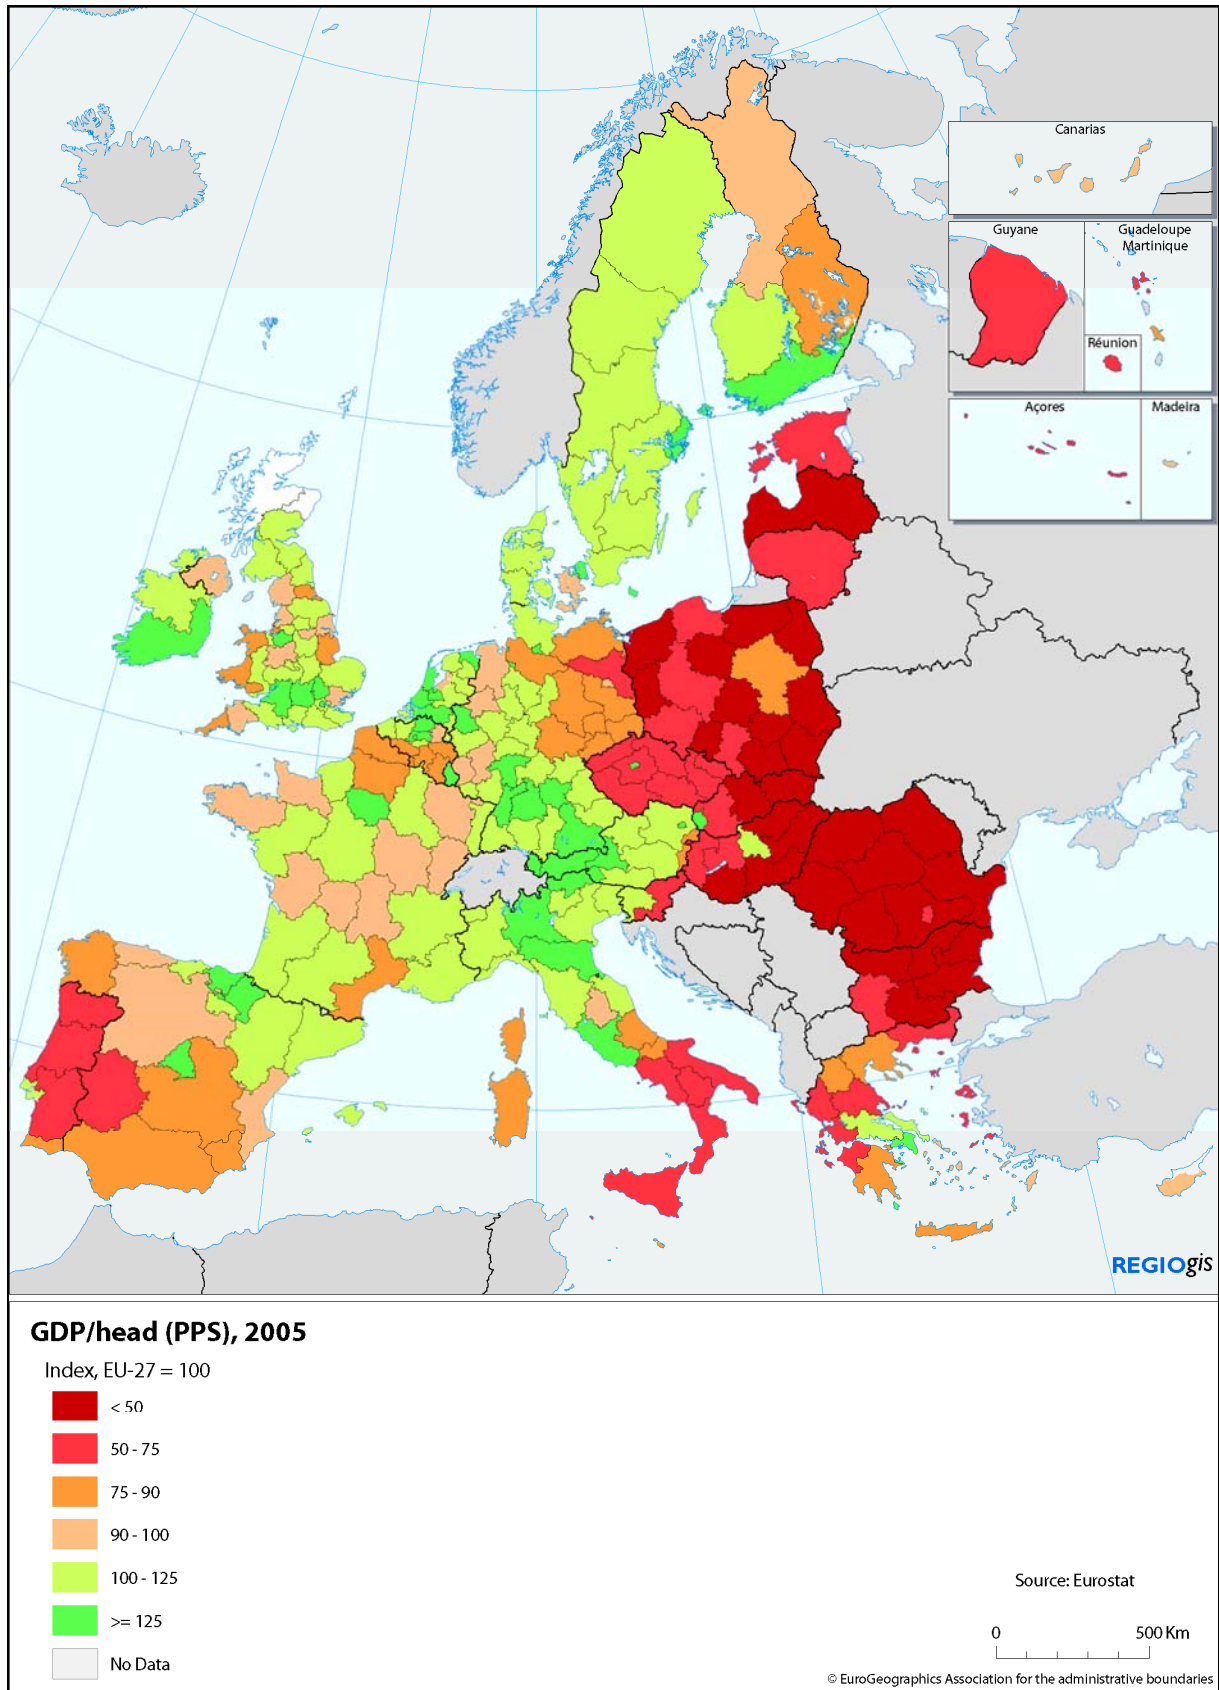 Canarias
Guyane
Guadeloupe
Martinique
Réunion
Açores
Madeira
REGIOgis
GDP/head (PPS), 2005
Index, EU-27 = 100
< 50
50 - 75
75 - 90
90 - 100
100 - 125
>= 125
No Data
Source: Eurostat
0 500 Km
© EuroGeographics Association for the administrative boundaries